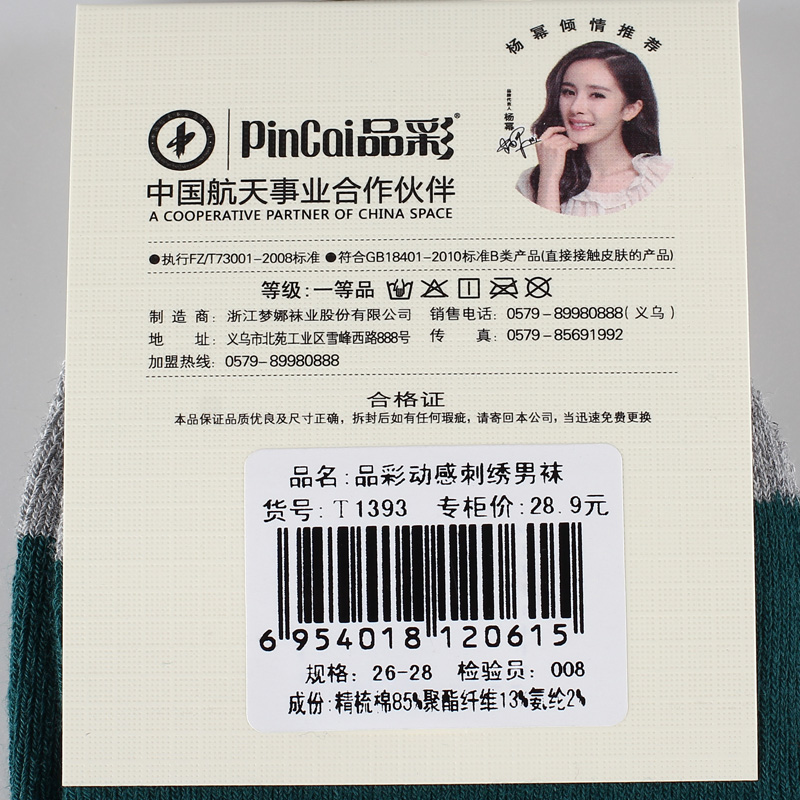 杨幂倾情推荐
品牌代言人 杨幂
PinCai品彩®
中国航天事业合作伙伴
A COOPERATIVE PARTNER OF CHINA SPACE
●执行FZ/T73001-2008标准 ●符合GB18401-2010标准B类产品(直接接触皮肤的产品)
等级:一等品
制造商: 浙江梦娜袜业股份有限公司 销售电话: 0579-89980888(义乌)
地址: 义乌市北苑工业区雪峰西路888号 传真: 0579-85691992
加盟热线: 0579-89980888
合格证
本品保证品质优良及尺寸正确，拆封后如有任何瑕疵，请寄回本公司，当迅速免费更换
品名:品彩动感刺绣男袜
货号:T1393 专柜价:28.9元
6 954018 120615
规格: 26-28 检验员: 008
成份:精梳棉85%聚酯纤维13%氨纶2%